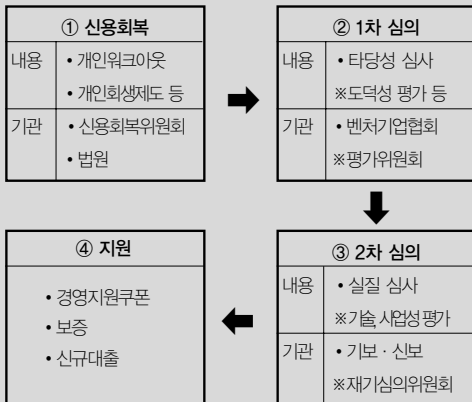 ① 신용회복
내용
• 개인워크아웃
• 개인회생제도 등
기관
• 신용회복위원회
• 법원
② 1차 심의
내용
• 타당성 심사
※도덕성 평가 등
기관
• 벤처기업협회
※평가위원회
③ 2차 심의
내용
• 실질 심사
※기술, 사업성 평가
기관
• 기보 · 신보
※재기심의위원회
④ 지원
• 경영지원쿠폰
• 보증
• 신규대출